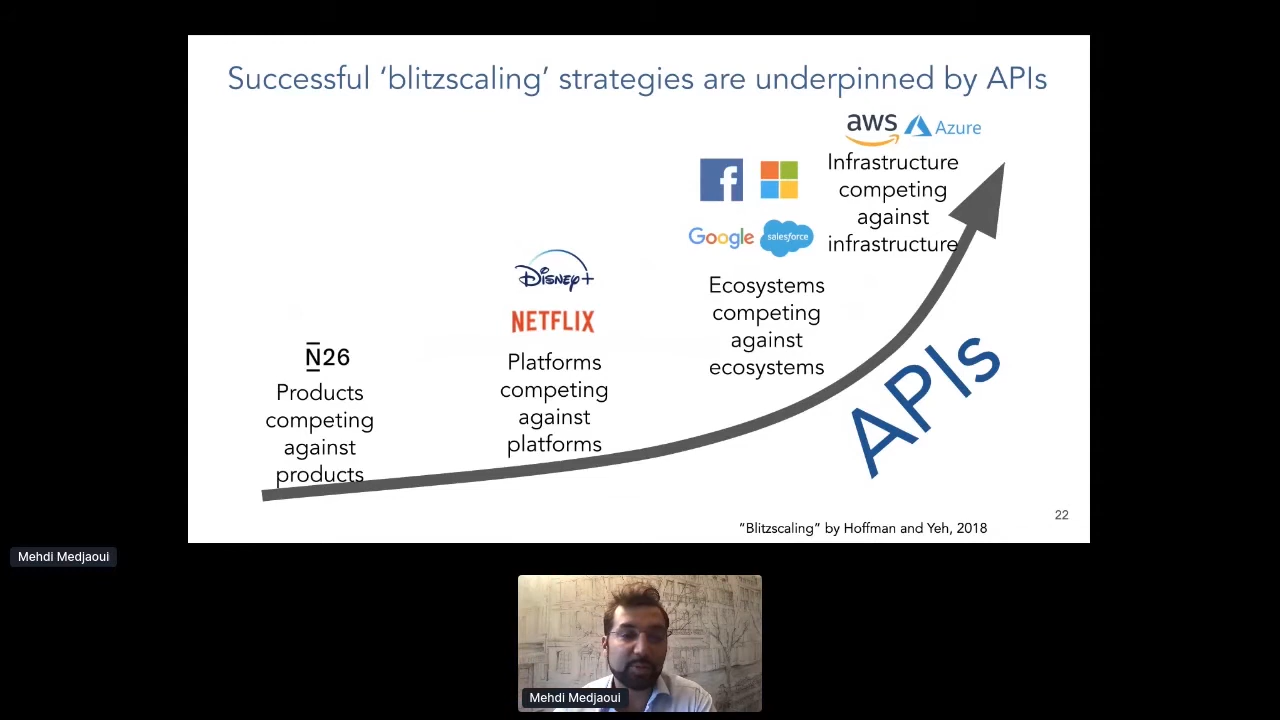 Successful ‘blitzscaling’ strategies are underpinned by APIs
aws Azure
Infrastructure
competing
against
infrastructure
Google salesforce
Ecosystems
competing
against
ecosystems
Disney+
NETFLIX
Platforms
competing
against
platforms
N26
Products
competing
against
products
APIs
22
“Blitzscaling” by Hoffman and Yeh, 2018
Mehdi Medjaoui
Mehdi Medjaoui